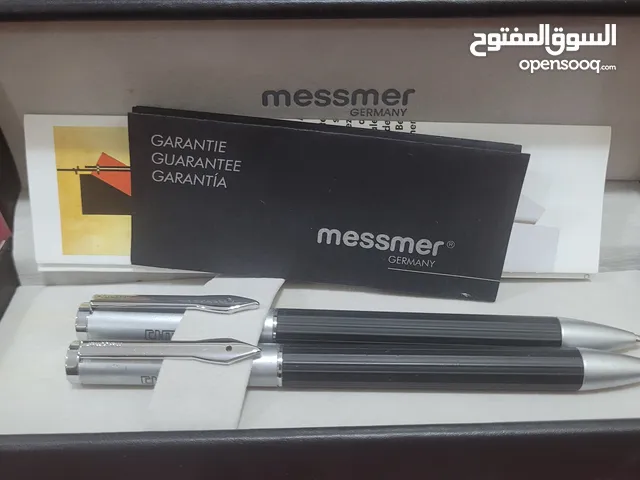 السوق المفتوح
opensooq.com
messmer
GERMANY
GARANTIE
GUARANTEE
GARANTÍA
messmer®
GERMANY